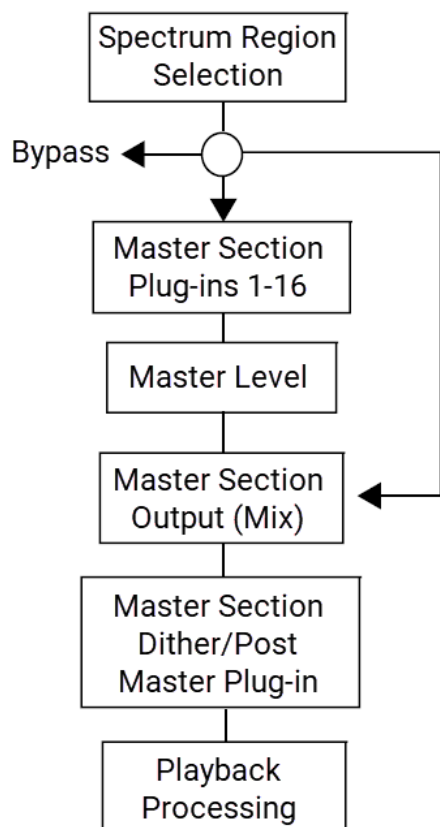 Spectrum Region
Selection
Bypass
Master Section
Plug-ins 1-16
Master Level
Master Section
Output (Mix)
Master Section
Dither/Post
Master Plug-in
Playback
Processing